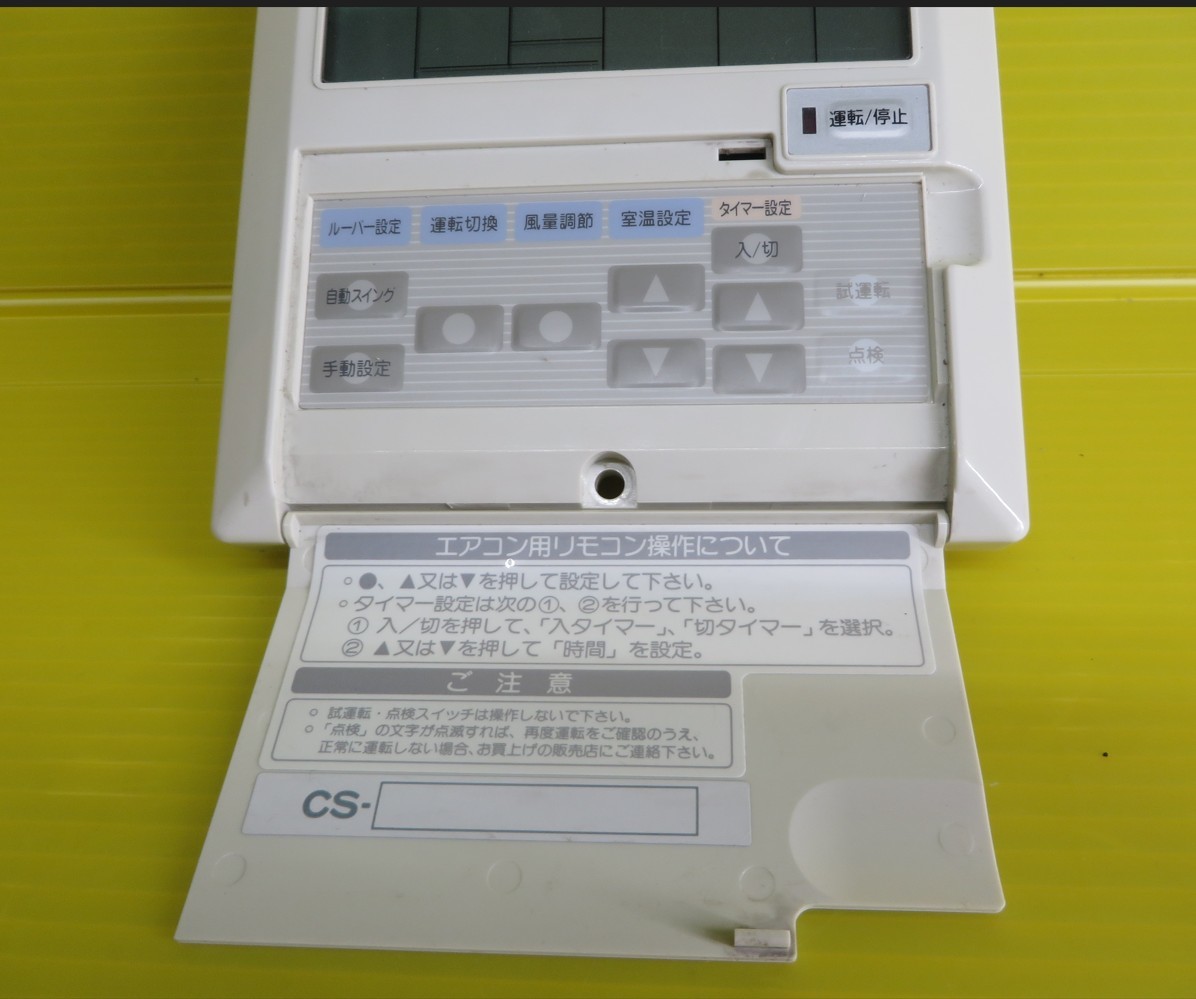 運転/停止
ルーバー設定 運転切換 風量調節 室温設定 タイマー設定
入/切
自動スイング
試運転
手動設定
点検
エアコン用リモコン操作について
○●、▲又は▼を押して設定して下さい。
○タイマー設定は次の①、②を行って下さい。
① 入/切を押して、「入タイマー」、「切タイマー」を選択。
② ▲又は▼を押して「時間」を設定。
ご注意
○ 試運転・点検スイッチは操作しないで下さい。
○「点検」の文字が点滅すれば、再度運転をご確認のうえ、
正常に運転しない場合、お買上げの販売店にご連絡下さい。
CS-